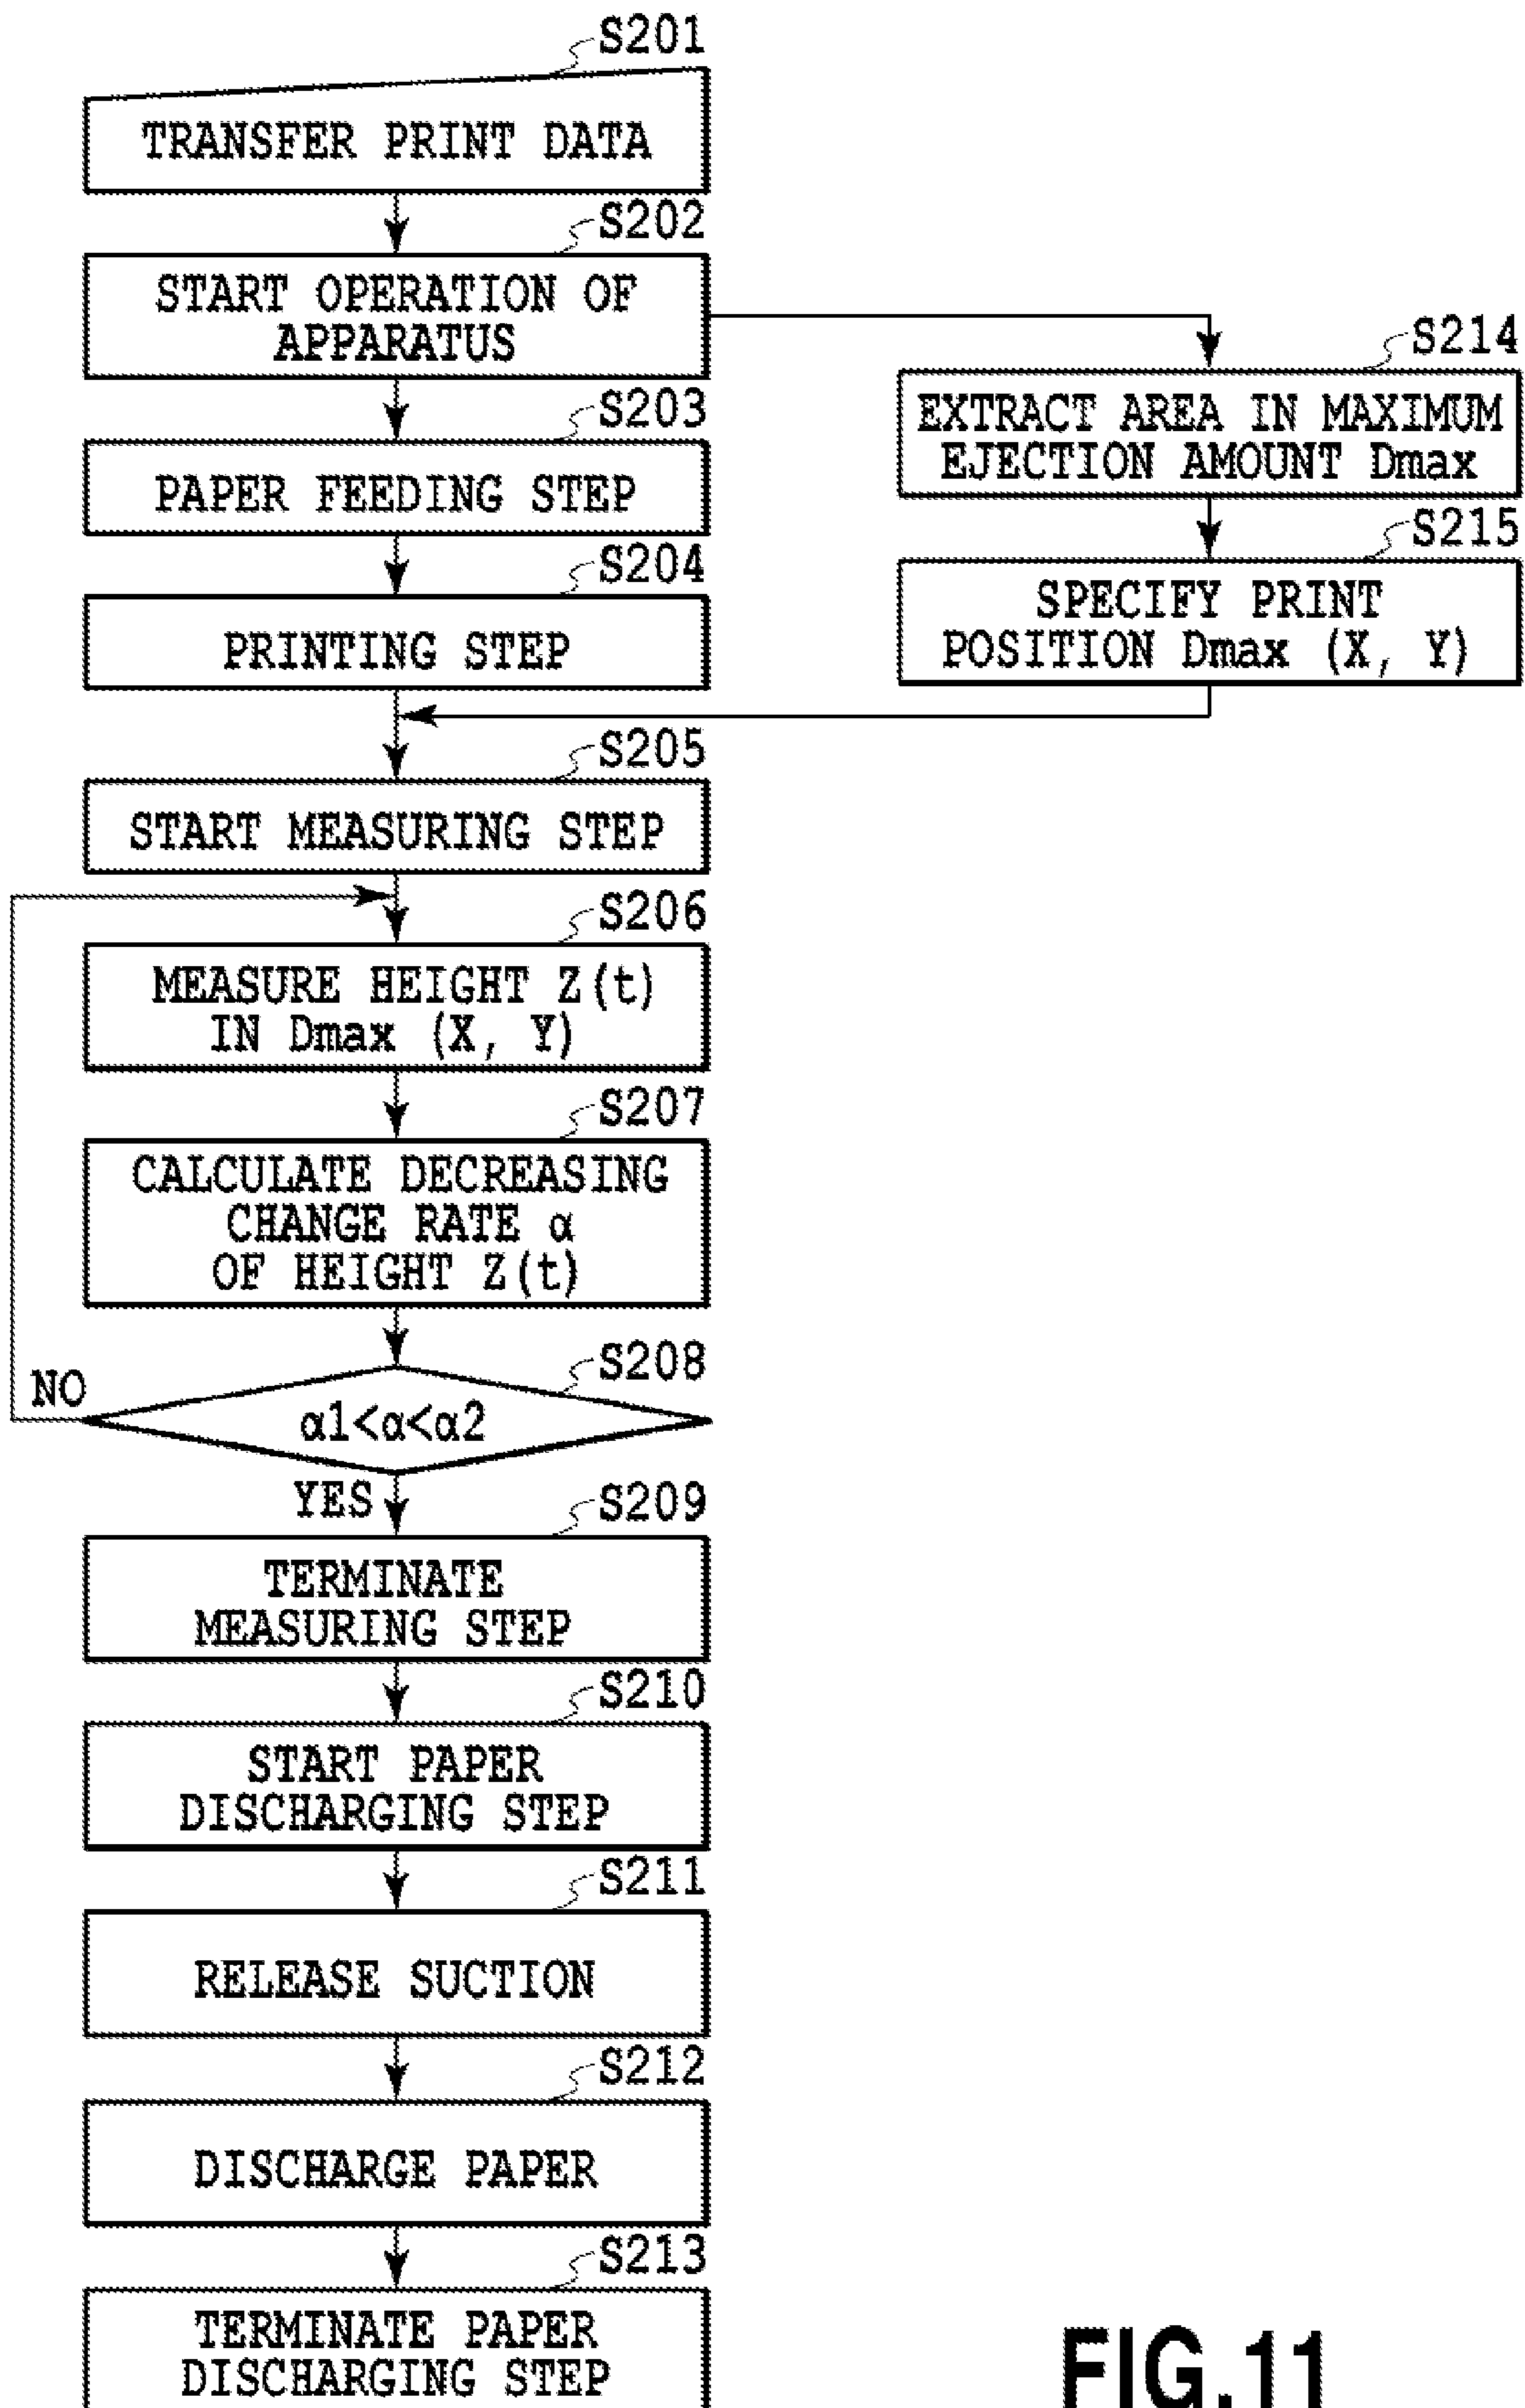 S201
TRANSFER PRINT DATA
S202
START OPERATION OF
APPARATUS
S203
PAPER FEEDING STEP
S204
PRINTING STEP
S214
EXTRACT AREA IN MAXIMUM
EJECTION AMOUNT Dmax
S215
SPECIFY PRINT
POSITION Dmax (X, Y)
S205
START MEASURING STEP
S206
MEASURE HEIGHT Z(t)
IN Dmax (X, Y)
S207
CALCULATE DECREASING
CHANGE RATE α
OF HEIGHT Z(t)
S208
NO
α1<α<α2
YES
S209
TERMINATE
MEASURING STEP
S210
START PAPER
DISCHARGING STEP
S211
RELEASE SUCTION
S212
DISCHARGE PAPER
S213
TERMINATE PAPER
DISCHARGING STEP
FIG.11